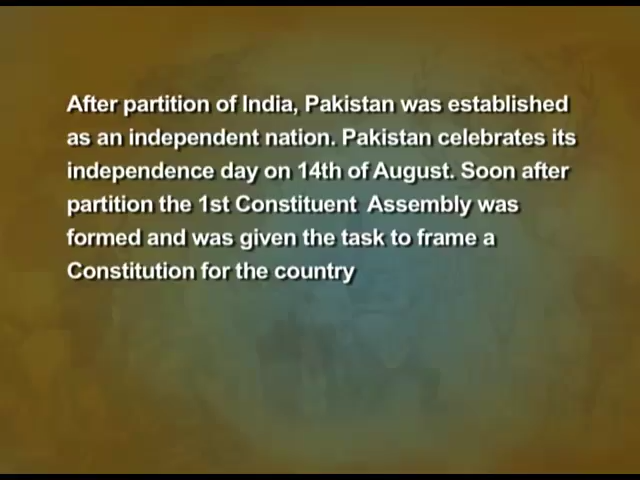 After partition of India, Pakistan was established
as an independent nation. Pakistan celebrates its
independence day on 14th of August. Soon after
partition the 1st Constituent Assembly was
formed and was given the task to frame a
Constitution for the country